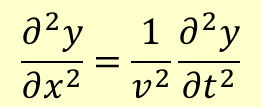 ∂²y/∂x² = 1/v² ∂²y/∂t²